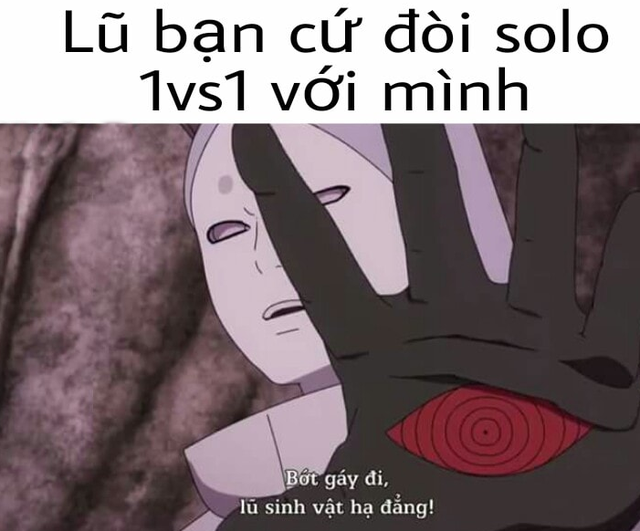 Lũ bạn cứ đòi solo
1vs1 với mình
Bớt gáy đi,
lũ sinh vật hạ đẳng!